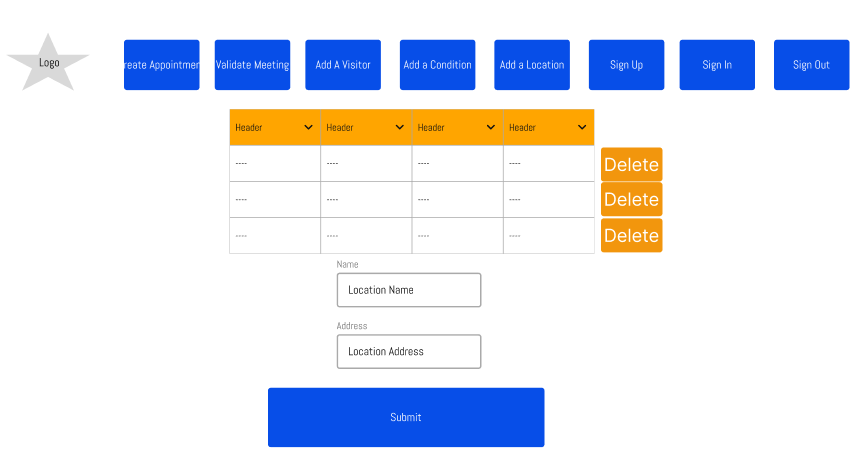 Logo
reate Appointmer
Validate Meeting
Add A Visitor
Add a Condition
Add a Location
Sign Up
Sign In
Sign Out
Header Header Header Header
---- ---- ---- ---- Delete
---- ---- ---- ---- Delete
---- ---- ---- ---- Delete
Name
Location Name
Address
Location Address
Submit